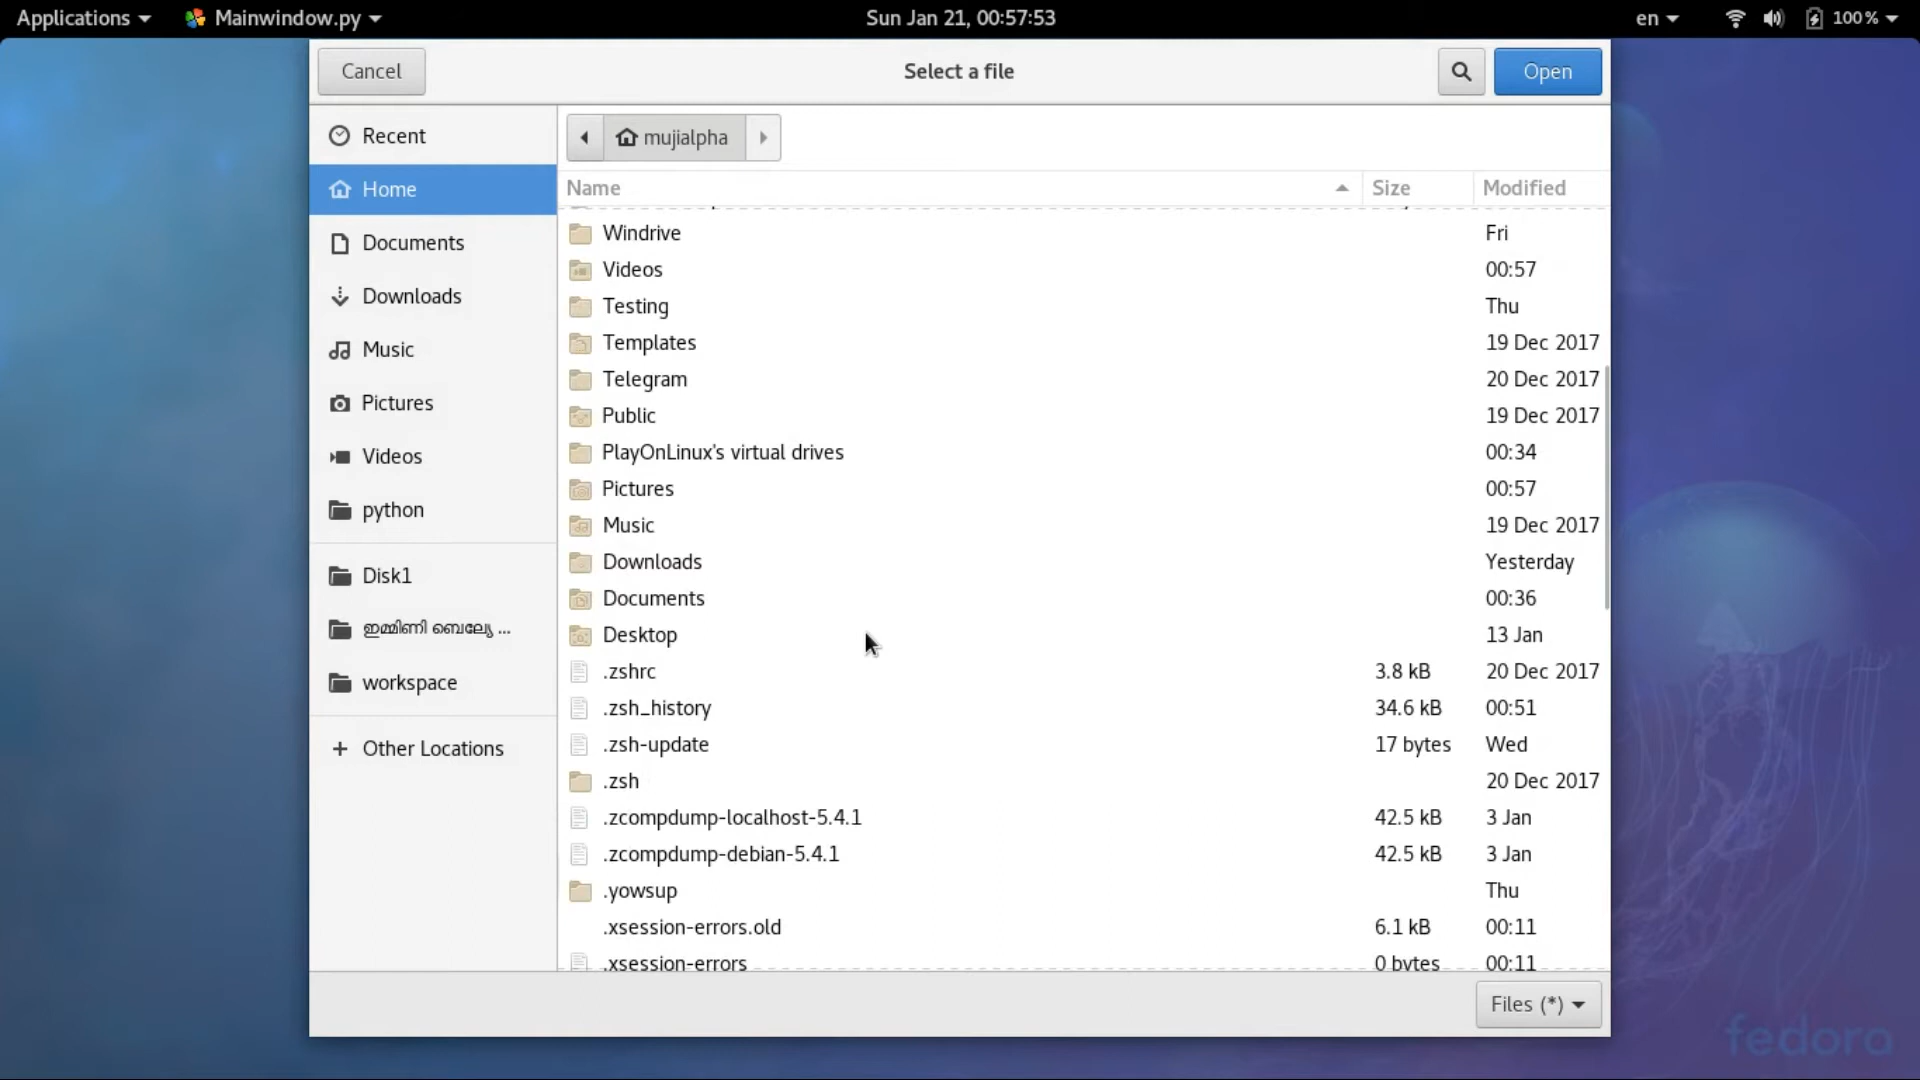 Applications
Mainwindow.py
Sun Jan 21, 00:57:53
en
100 %
Cancel
Select a file
Open
Recent
Home
Documents
Downloads
Music
Pictures
Videos
python
Disk1
ഇമ്മിണി ബെല്യേ ...
workspace
+ Other Locations
mujialpha
Name Size Modified
Windrive Fri
Videos 00:57
Testing Thu
Templates 19 Dec 2017
Telegram 20 Dec 2017
Public 19 Dec 2017
PlayOnLinux's virtual drives 00:34
Pictures 00:57
Music 19 Dec 2017
Downloads Yesterday
Documents 00:36
Desktop 13 Jan
.zshrc 3.8 kB 20 Dec 2017
.zsh_history 34.6 kB 00:51
.zsh-update 17 bytes Wed
.zsh 20 Dec 2017
.zcompdump-localhost-5.4.1 42.5 kB 3 Jan
.zcompdump-debian-5.4.1 42.5 kB 3 Jan
.yowsup Thu
.xsession-errors.old 6.1 kB 00:11
.xsession-errors 0 bytes 00:11
Files (*)
fedora